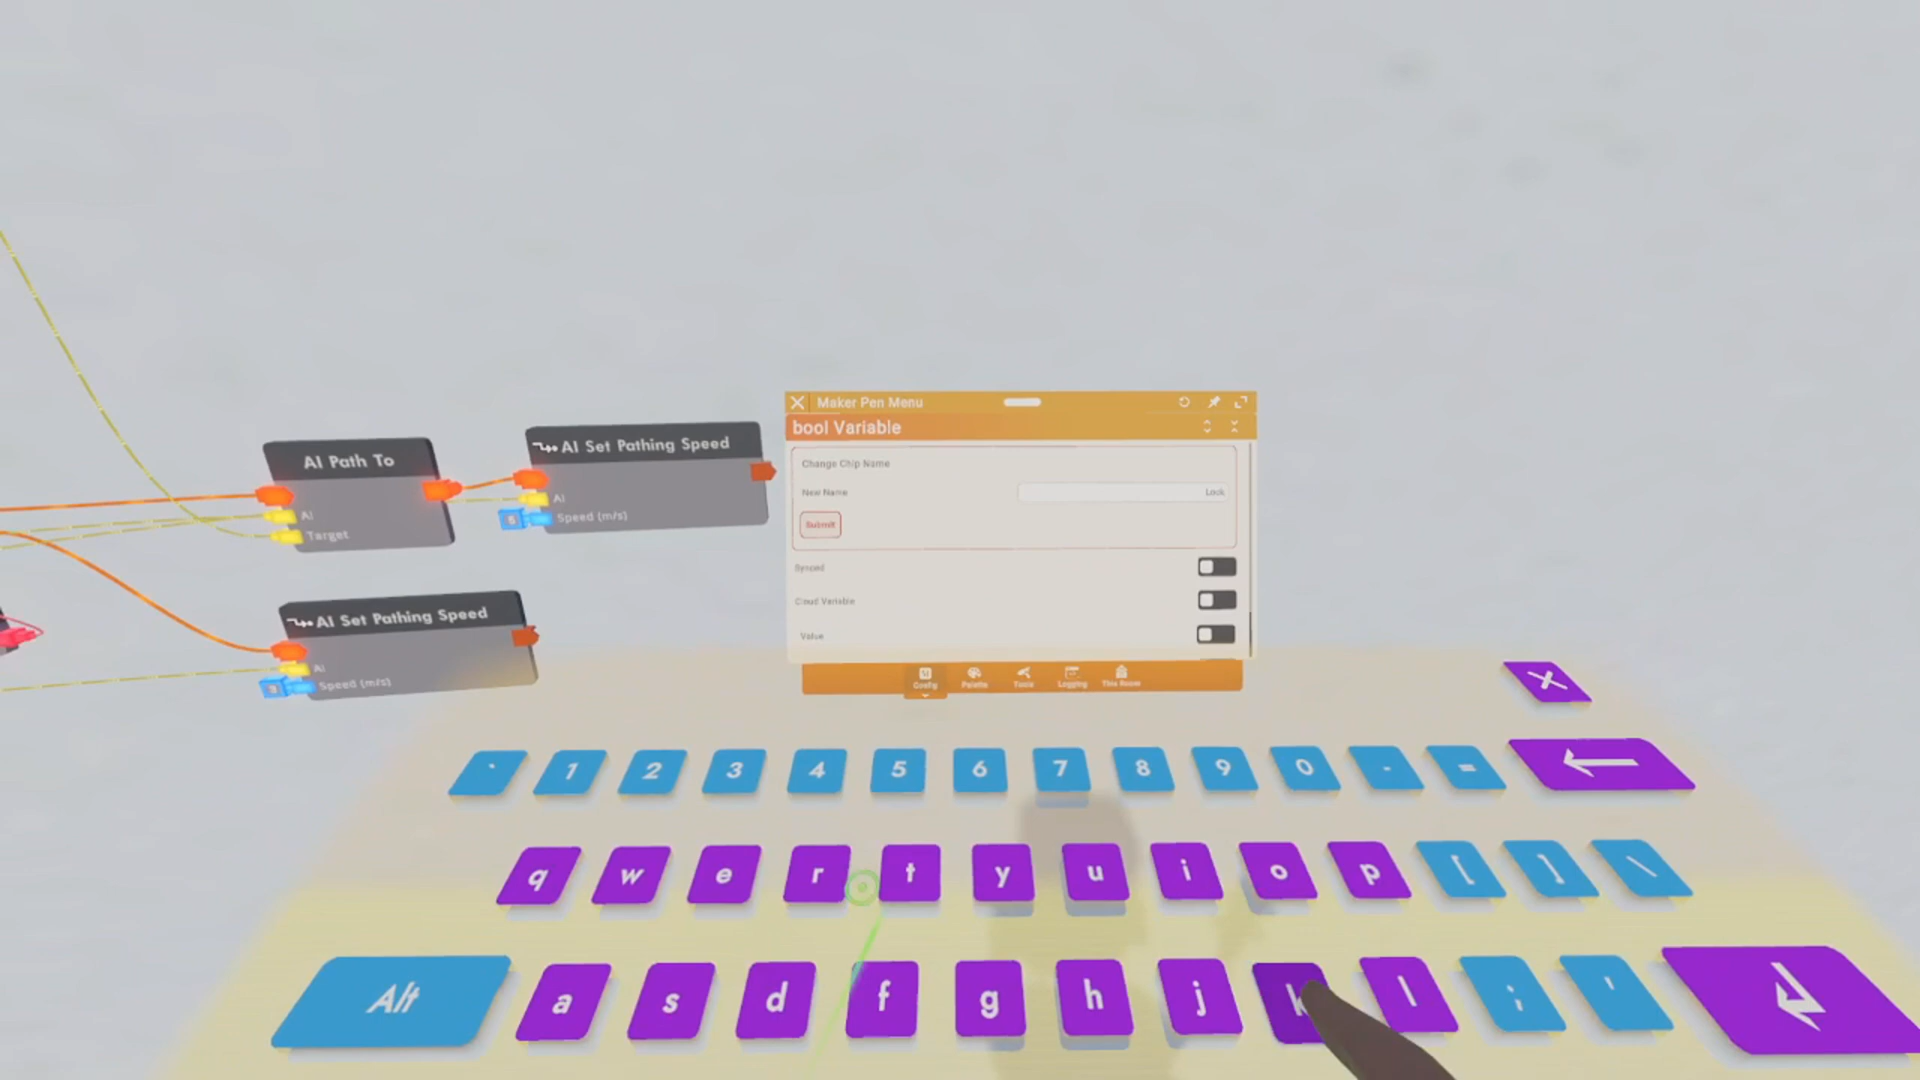 Maker Pen Menu
bool Variable
Change Chip Name
New Name
Look
Submit
Synced
Cloud Variable
Value
Config
Palette
Tools
Logging
This Room
AI Path To
AI
Target
AI Set Pathing Speed
AI
Speed (m/s)
AI Set Pathing Speed
AI
Speed (m/s)
` 1 2 3 4 5 6 7 8 9 0 - =
q w e r t y u i o p [ ] \
Alt a s d f g h j k l ; '